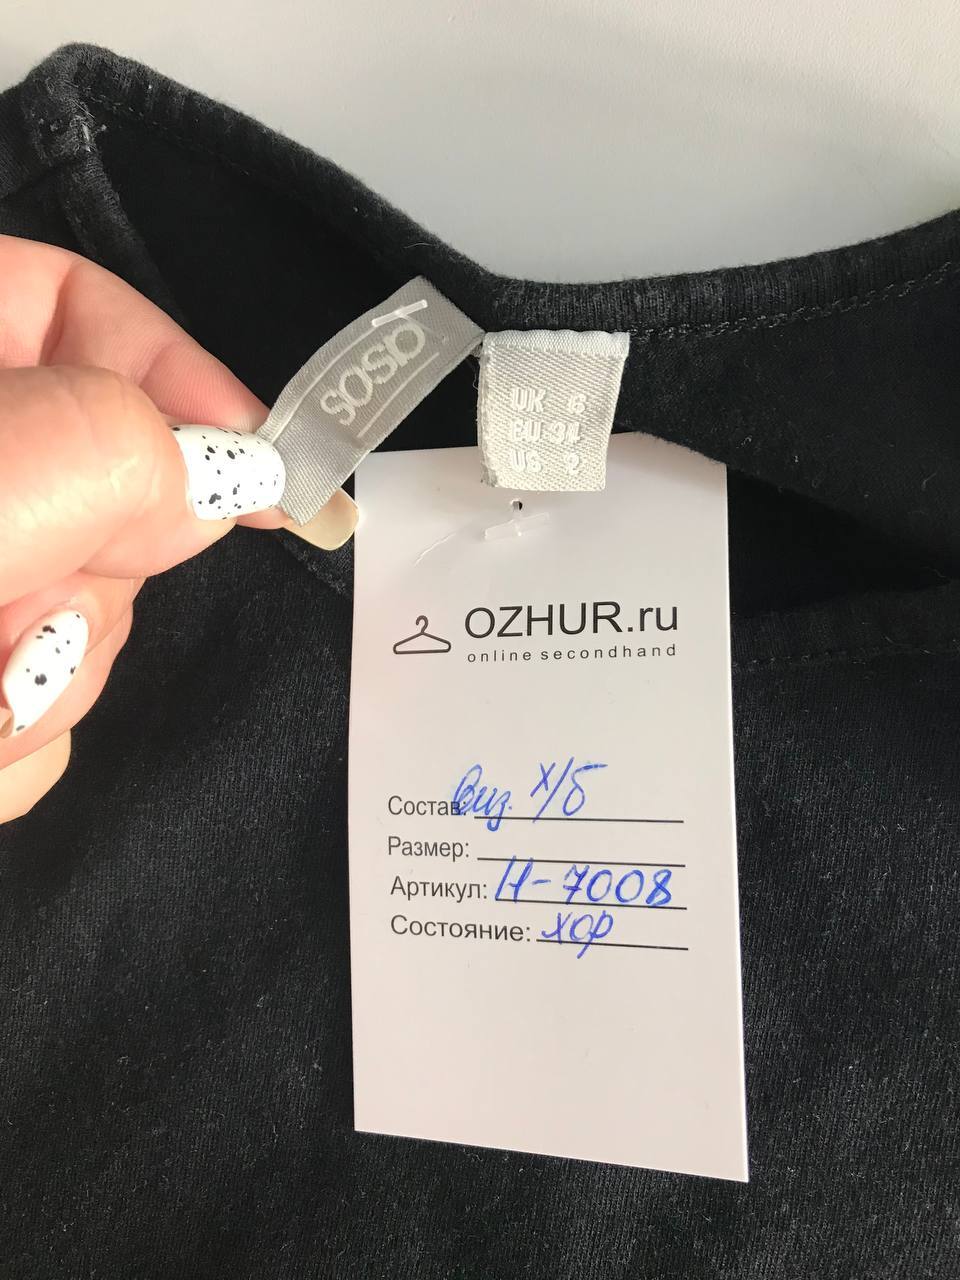 asos
UK 6
EU 34
US 2
OZHUR.ru
online secondhand
Состав: Виз. х/б
Размер:
Артикул: Н-7008
Состояние: хор